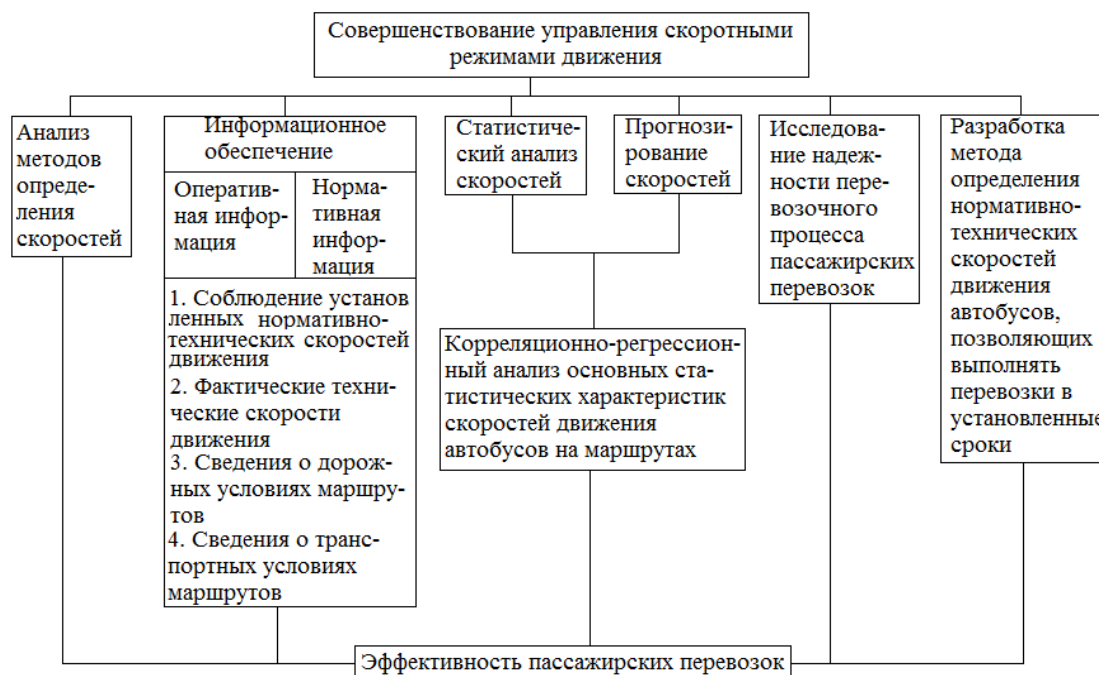 Совершенствование управления скоротными
режимами движения
Анализ
методов
опреде-
ления
скоростей
Информационное
обеспечение
Оператив-
ная инфор-
мация
Нор-
мативная
инфор-
мация
1. Соблюдение установ
ленных нормативно-
технических скоростей
движения
2. Фактические техни-
ческие скорости
движения
3. Сведения о дорож-
ных условиях маршру-
тов
4. Сведения о транс-
портных условиях
маршрутов
Статистиче-
ский анализ
скоростей
Прогнози-
рование
скоростей
Корреляционно-регрессион-
ный анализ основных ста-
тистических характеристик
скоростей движения
автобусов на маршрутах
Исследова-
ние надеж-
ности пере-
возочного
процесса
пассажирских
перевозок
Разработка
метода
определения
нормативно-
технических
скоростей
движения
автобусов,
позволяющих
выполнять
перевозки в
установленные
сроки
Эффективность пассажирских перевозок